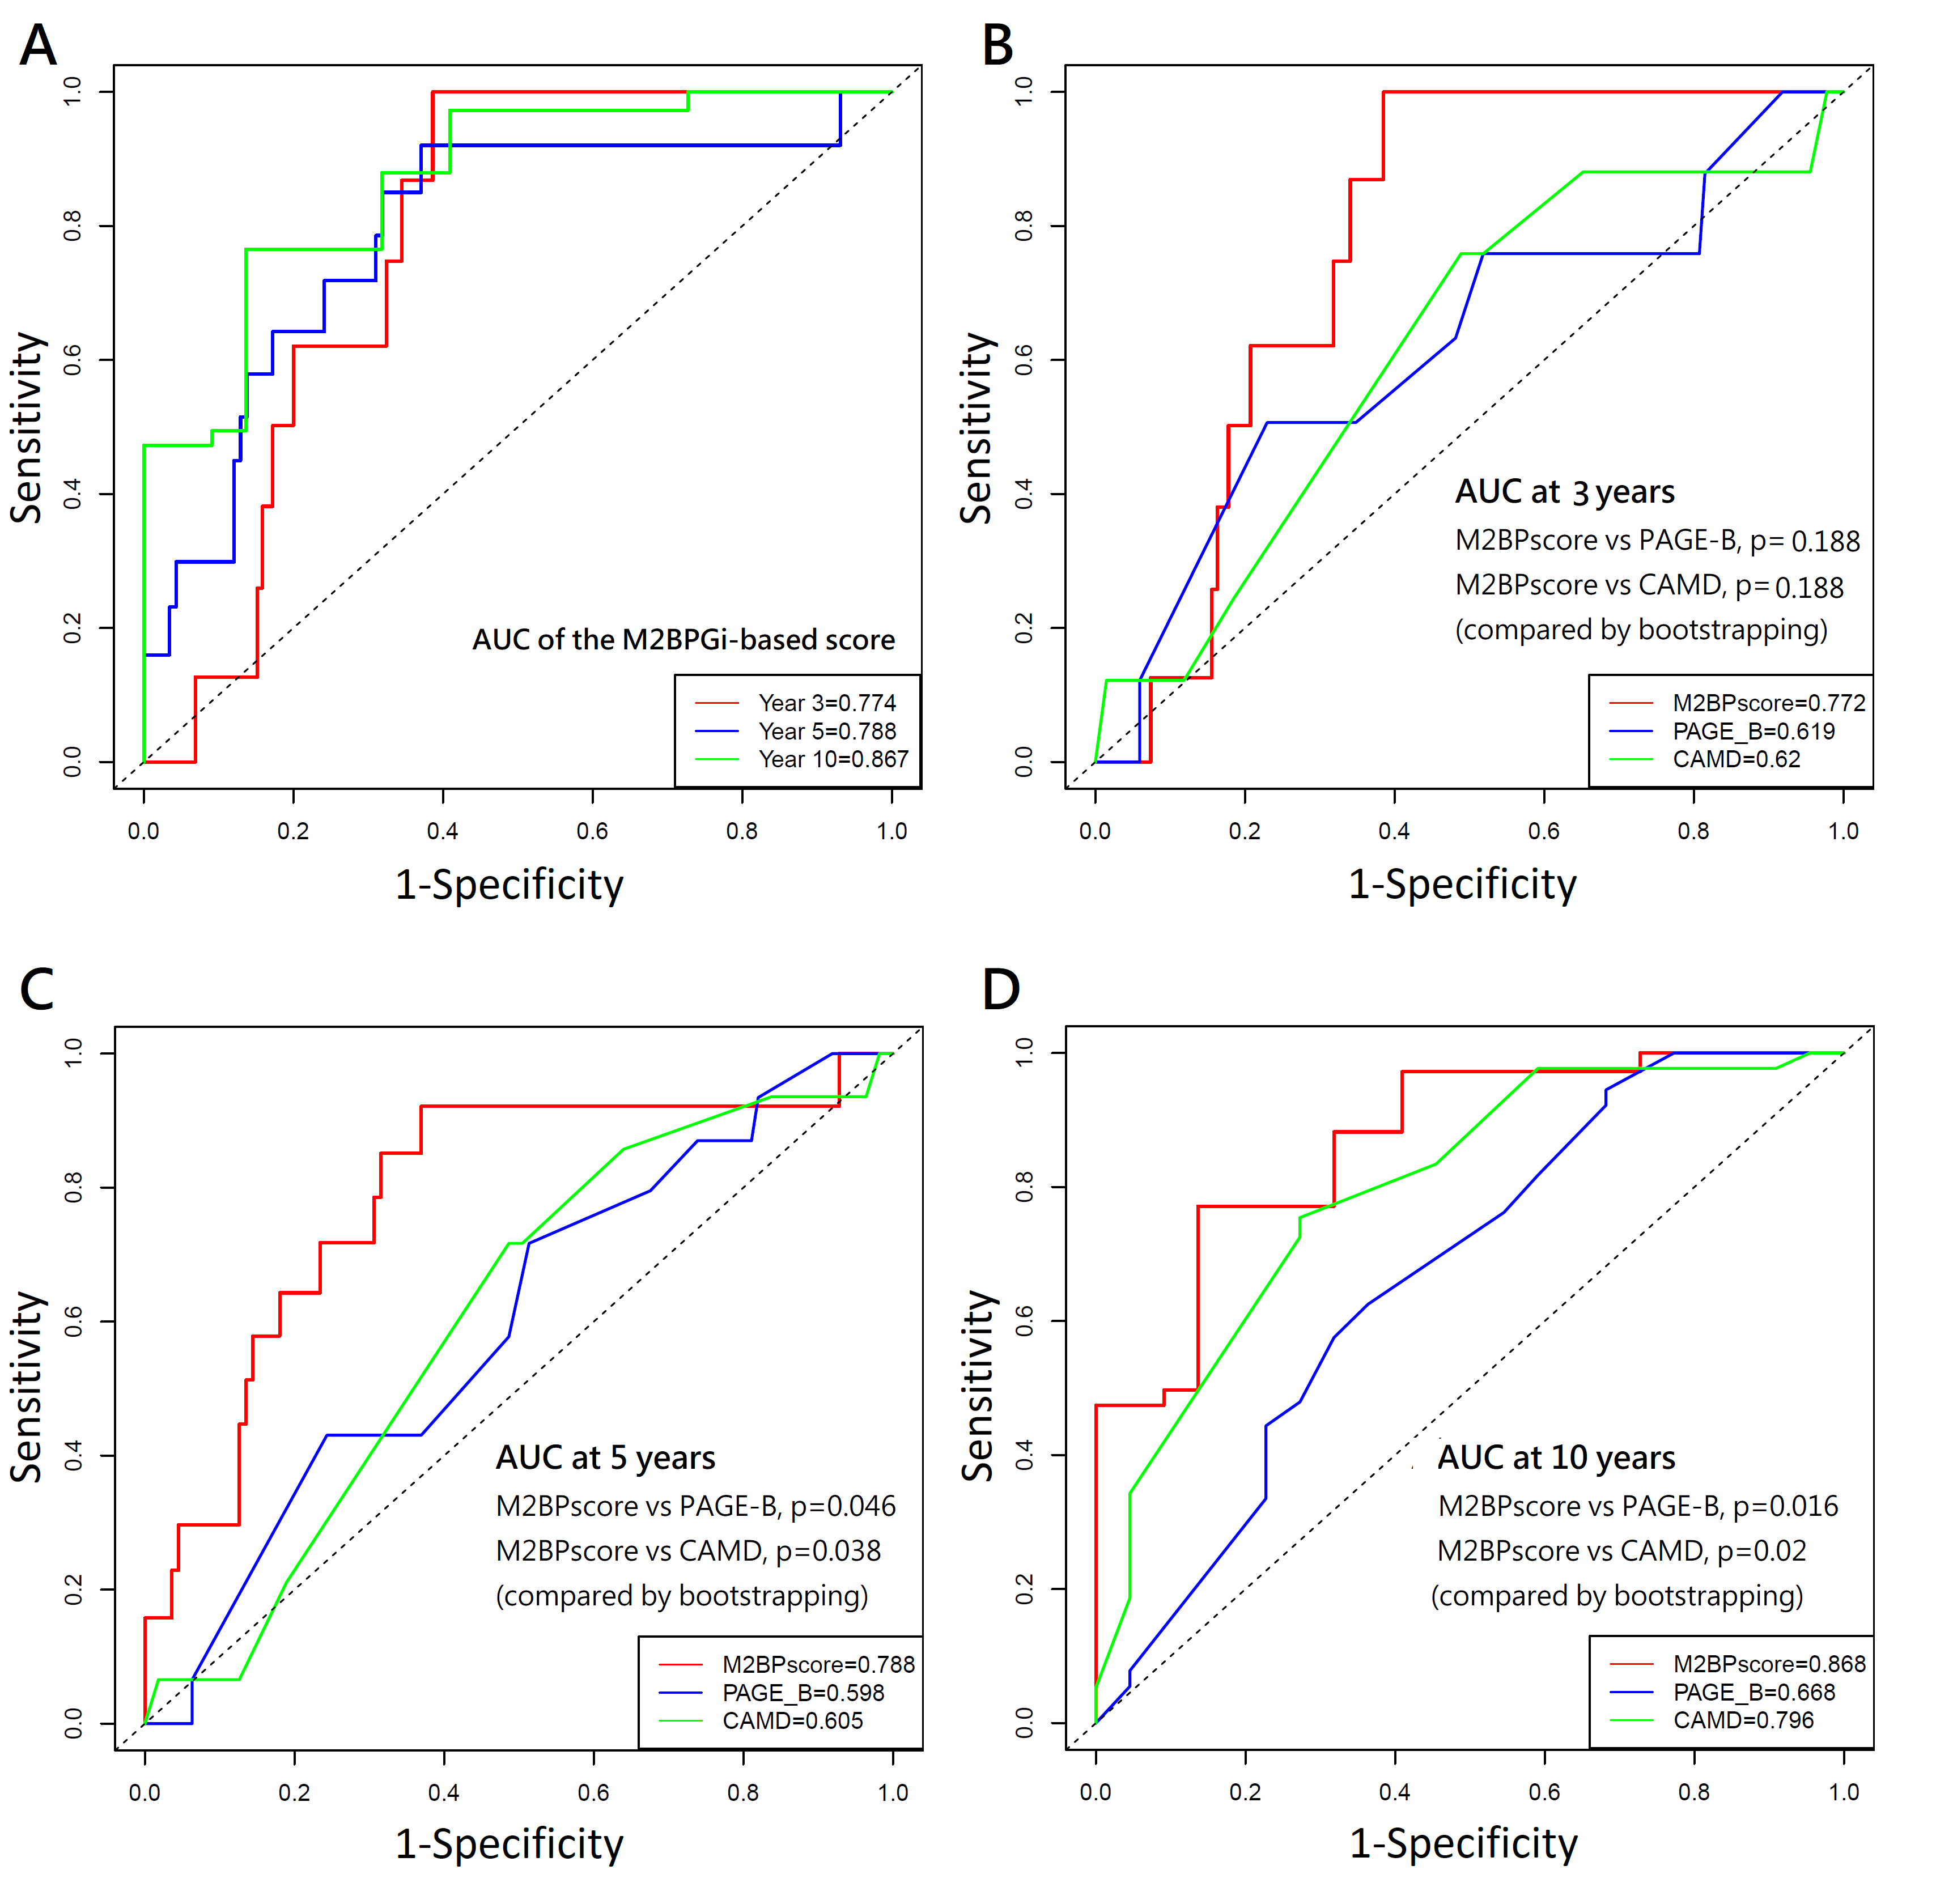 A
Sensitivity
0.0
0.2
0.4
0.6
0.8
1.0
AUC of the M2BPGi-based score
Year 3=0.774
Year 5=0.788
Year 10=0.867
0.0 0.2 0.4 0.6 0.8 1.0
1-Specificity
B
Sensitivity
0.0
0.2
0.4
0.6
0.8
1.0
AUC at 3 years
M2BPscore vs PAGE-B, p= 0.188
M2BPscore vs CAMD, p= 0.188
(compared by bootstrapping)
M2BPscore=0.772
PAGE_B=0.619
CAMD=0.62
0.0 0.2 0.4 0.6 0.8 1.0
1-Specificity
C
Sensitivity
0.0
0.2
0.4
0.6
0.8
1.0
AUC at 5 years
M2BPscore vs PAGE-B, p=0.046
M2BPscore vs CAMD, p=0.038
(compared by bootstrapping)
M2BPscore=0.788
PAGE_B=0.598
CAMD=0.605
0.0 0.2 0.4 0.6 0.8 1.0
1-Specificity
D
Sensitivity
0.0
0.2
0.4
0.6
0.8
1.0
AUC at 10 years
M2BPscore vs PAGE-B, p=0.016
M2BPscore vs CAMD, p=0.02
(compared by bootstrapping)
M2BPscore=0.868
PAGE_B=0.668
CAMD=0.796
0.0 0.2 0.4 0.6 0.8 1.0
1-Specificity